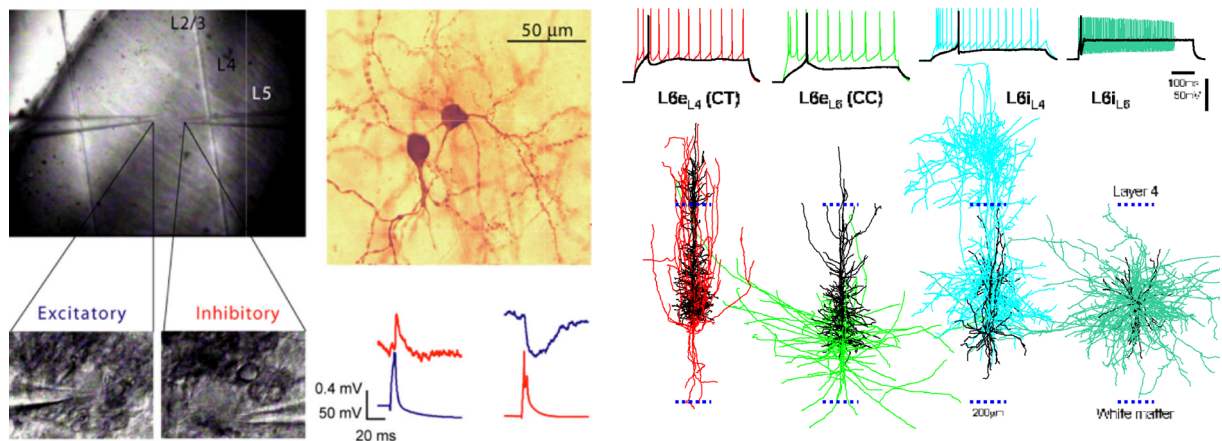 L2/3
L4
L5
50 µm
Excitatory
Inhibitory
0.4 mV
50 mV
20 ms
100ms
50mV
L6eL4 (CT)
L6eL6 (CC)
L6iL4
L6iL6
Layer 4
200µm
White matter